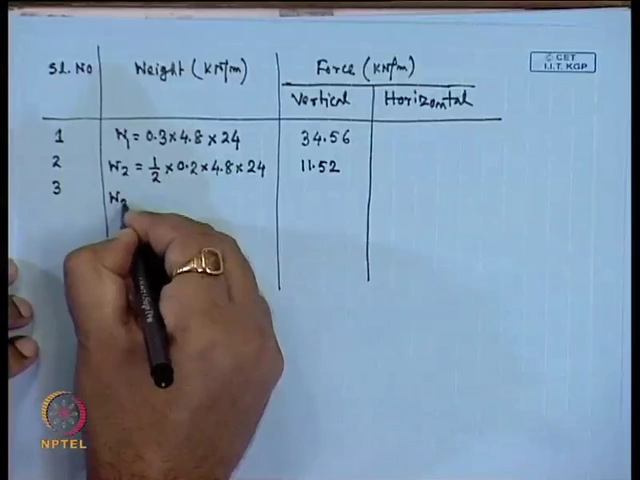 © CET
I.I.T. KGP
Sl.No Weight (KN/m) Force (KN/m)
Vertical Horizontal
1 W1 = 0.3×4.8×24 34.56
2 W2 = 1/2 ×0.2×4.8×24 11.52
3 W3
NPTEL